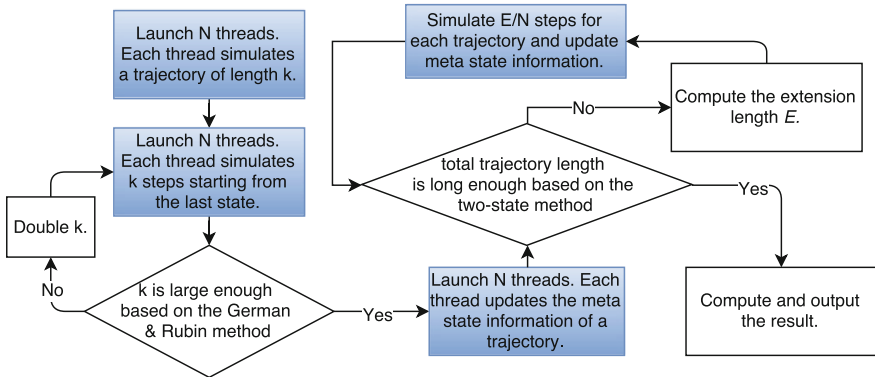 Launch N threads.
Each thread simulates
a trajectory of length k.
Launch N threads.
Each thread simulates
k steps starting from
the last state.
Double k.
No
k is large enough
based on the German
& Rubin method
Yes
Launch N threads. Each
thread updates the meta
state information of a
trajectory.
total trajectory length
is long enough based on the
two-state method
No
Compute the extension
length E.
Simulate E/N steps for
each trajectory and update
meta state information.
Yes
Compute and output
the result.